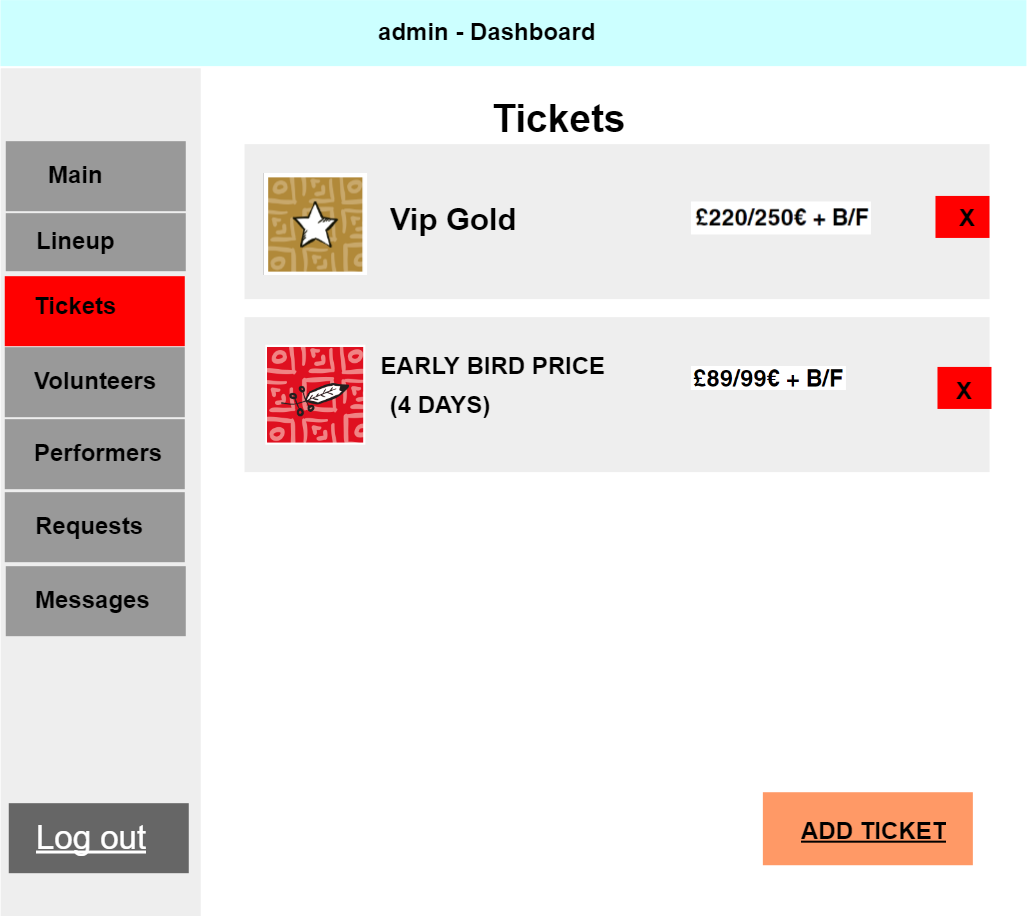 admin - Dashboard
Tickets
Main
Lineup
Tickets
Volunteers
Performers
Requests
Messages
Log out
Vip Gold
£220/250€ + B/F
X
EARLY BIRD PRICE
(4 DAYS)
£89/99€ + B/F
X
ADD TICKET